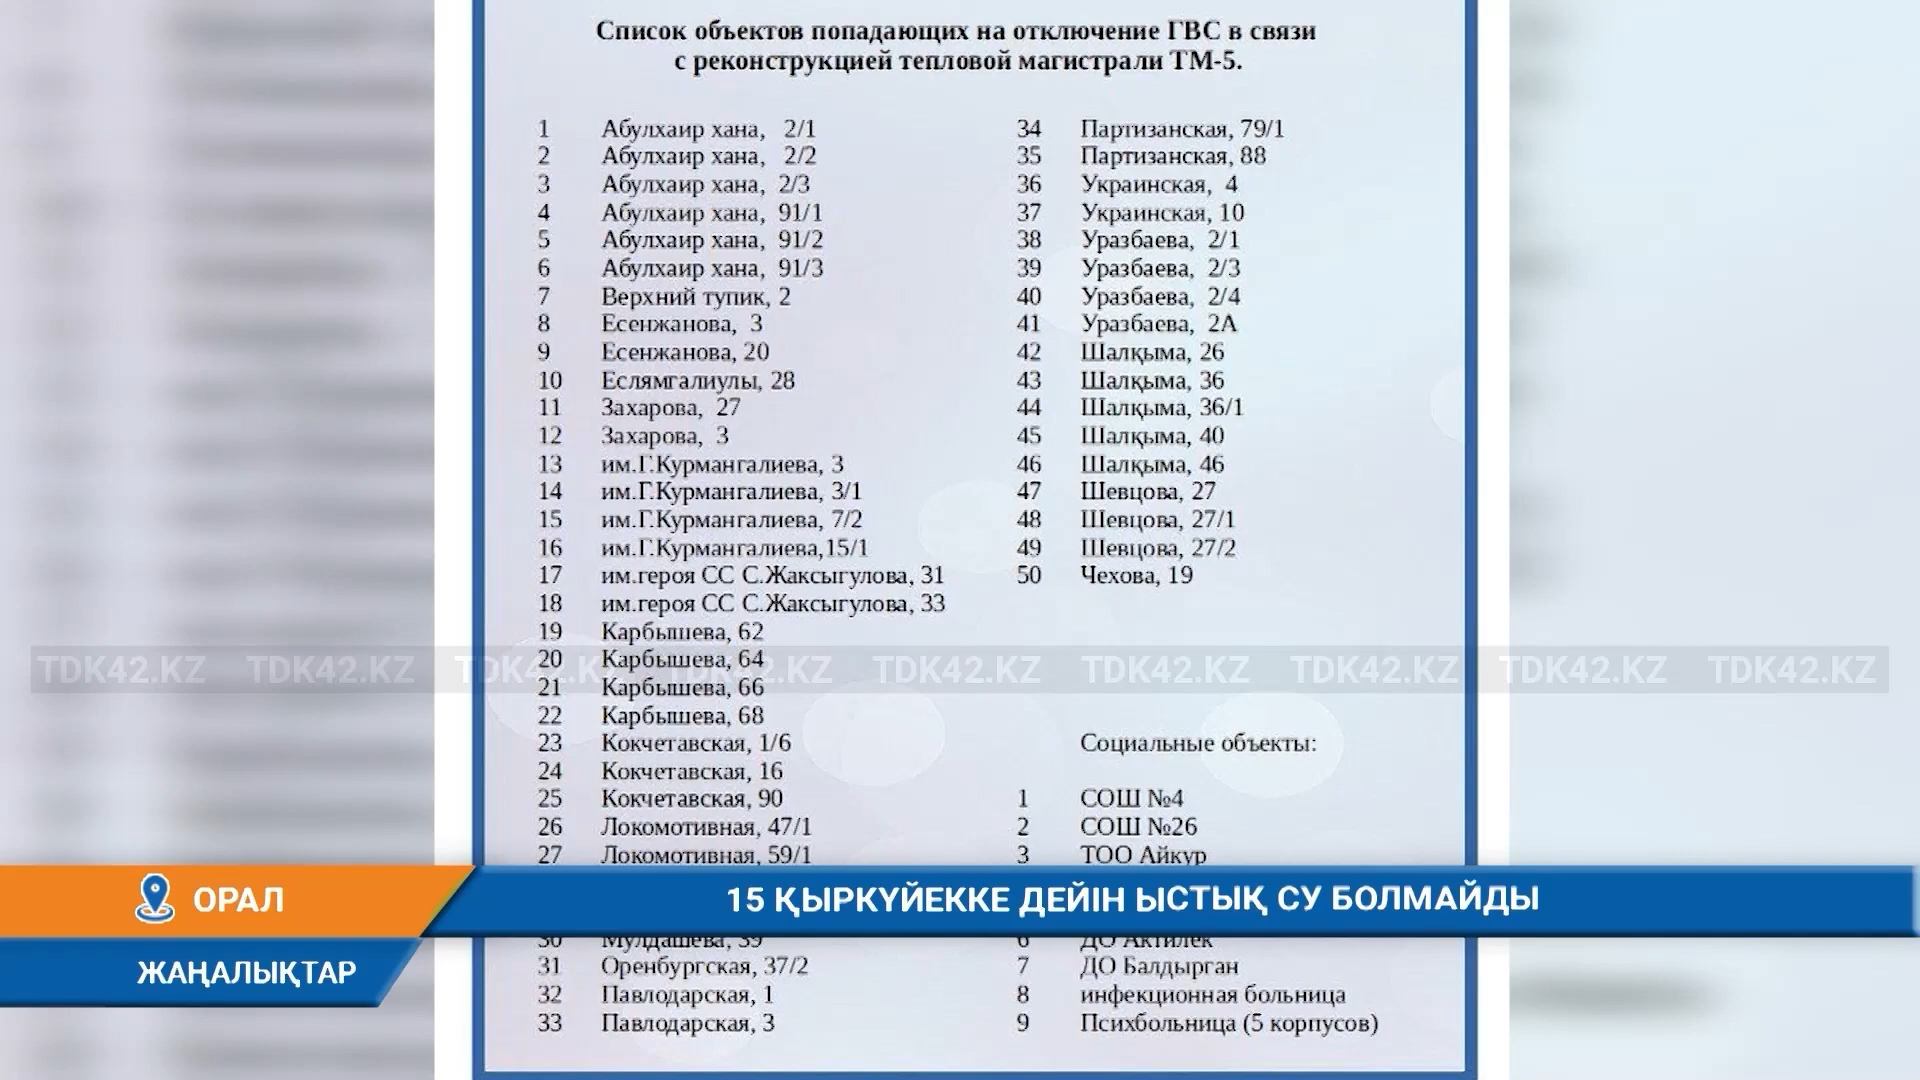 Список объектов попадающих на отключение ГВС в связи
с реконструкцией тепловой магистрали ТМ-5.
1 Абулхаир хана, 2/1
2 Абулхаир хана, 2/2
3 Абулхаир хана, 2/3
4 Абулхаир хана, 91/1
5 Абулхаир хана, 91/2
6 Абулхаир хана, 91/3
7 Верхний тупик, 2
8 Есенжанова, 3
9 Есенжанова, 20
10 Еслямгалиулы, 28
11 Захарова, 27
12 Захарова, 3
13 им.Г.Курмангалиева, 3
14 им.Г.Курмангалиева, 3/1
15 им.Г.Курмангалиева, 7/2
16 им.Г.Курмангалиева,15/1
17 им.героя СС С.Жаксыгулова, 31
18 им.героя СС С.Жаксыгулова, 33
19 Карбышева, 62
20 Карбышева, 64
21 Карбышева, 66
22 Карбышева, 68
23 Кокчетавская, 1/6
24 Кокчетавская, 16
25 Кокчетавская, 90
26 Локомотивная, 47/1
27 Локомотивная, 59/1
30 Мулдашева, 39
31 Оренбургская, 37/2
32 Павлодарская, 1
33 Павлодарская, 3
34 Партизанская, 79/1
35 Партизанская, 88
36 Украинская, 4
37 Украинская, 10
38 Уразбаева, 2/1
39 Уразбаева, 2/3
40 Уразбаева, 2/4
41 Уразбаева, 2А
42 Шалқыма, 26
43 Шалқыма, 36
44 Шалқыма, 36/1
45 Шалқыма, 40
46 Шалқыма, 46
47 Шевцова, 27
48 Шевцова, 27/1
49 Шевцова, 27/2
50 Чехова, 19
Социальные объекты:
1 СОШ №4
2 СОШ №26
3 ТОО Айкур
6 ДО Актилек
7 ДО Балдырган
8 инфекционная больница
9 Психбольница (5 корпусов)
TDK42.KZ TDK42.KZ TDK42.KZ TDK42.KZ TDK42.KZ TDK42.KZ TDK42.KZ TDK42.KZ TDK42.KZ
ОРАЛ
15 ҚЫРКҮЙЕККЕ ДЕЙІН ЫСТЫҚ СУ БОЛМАЙДЫ
ЖАҢАЛЫҚТАР